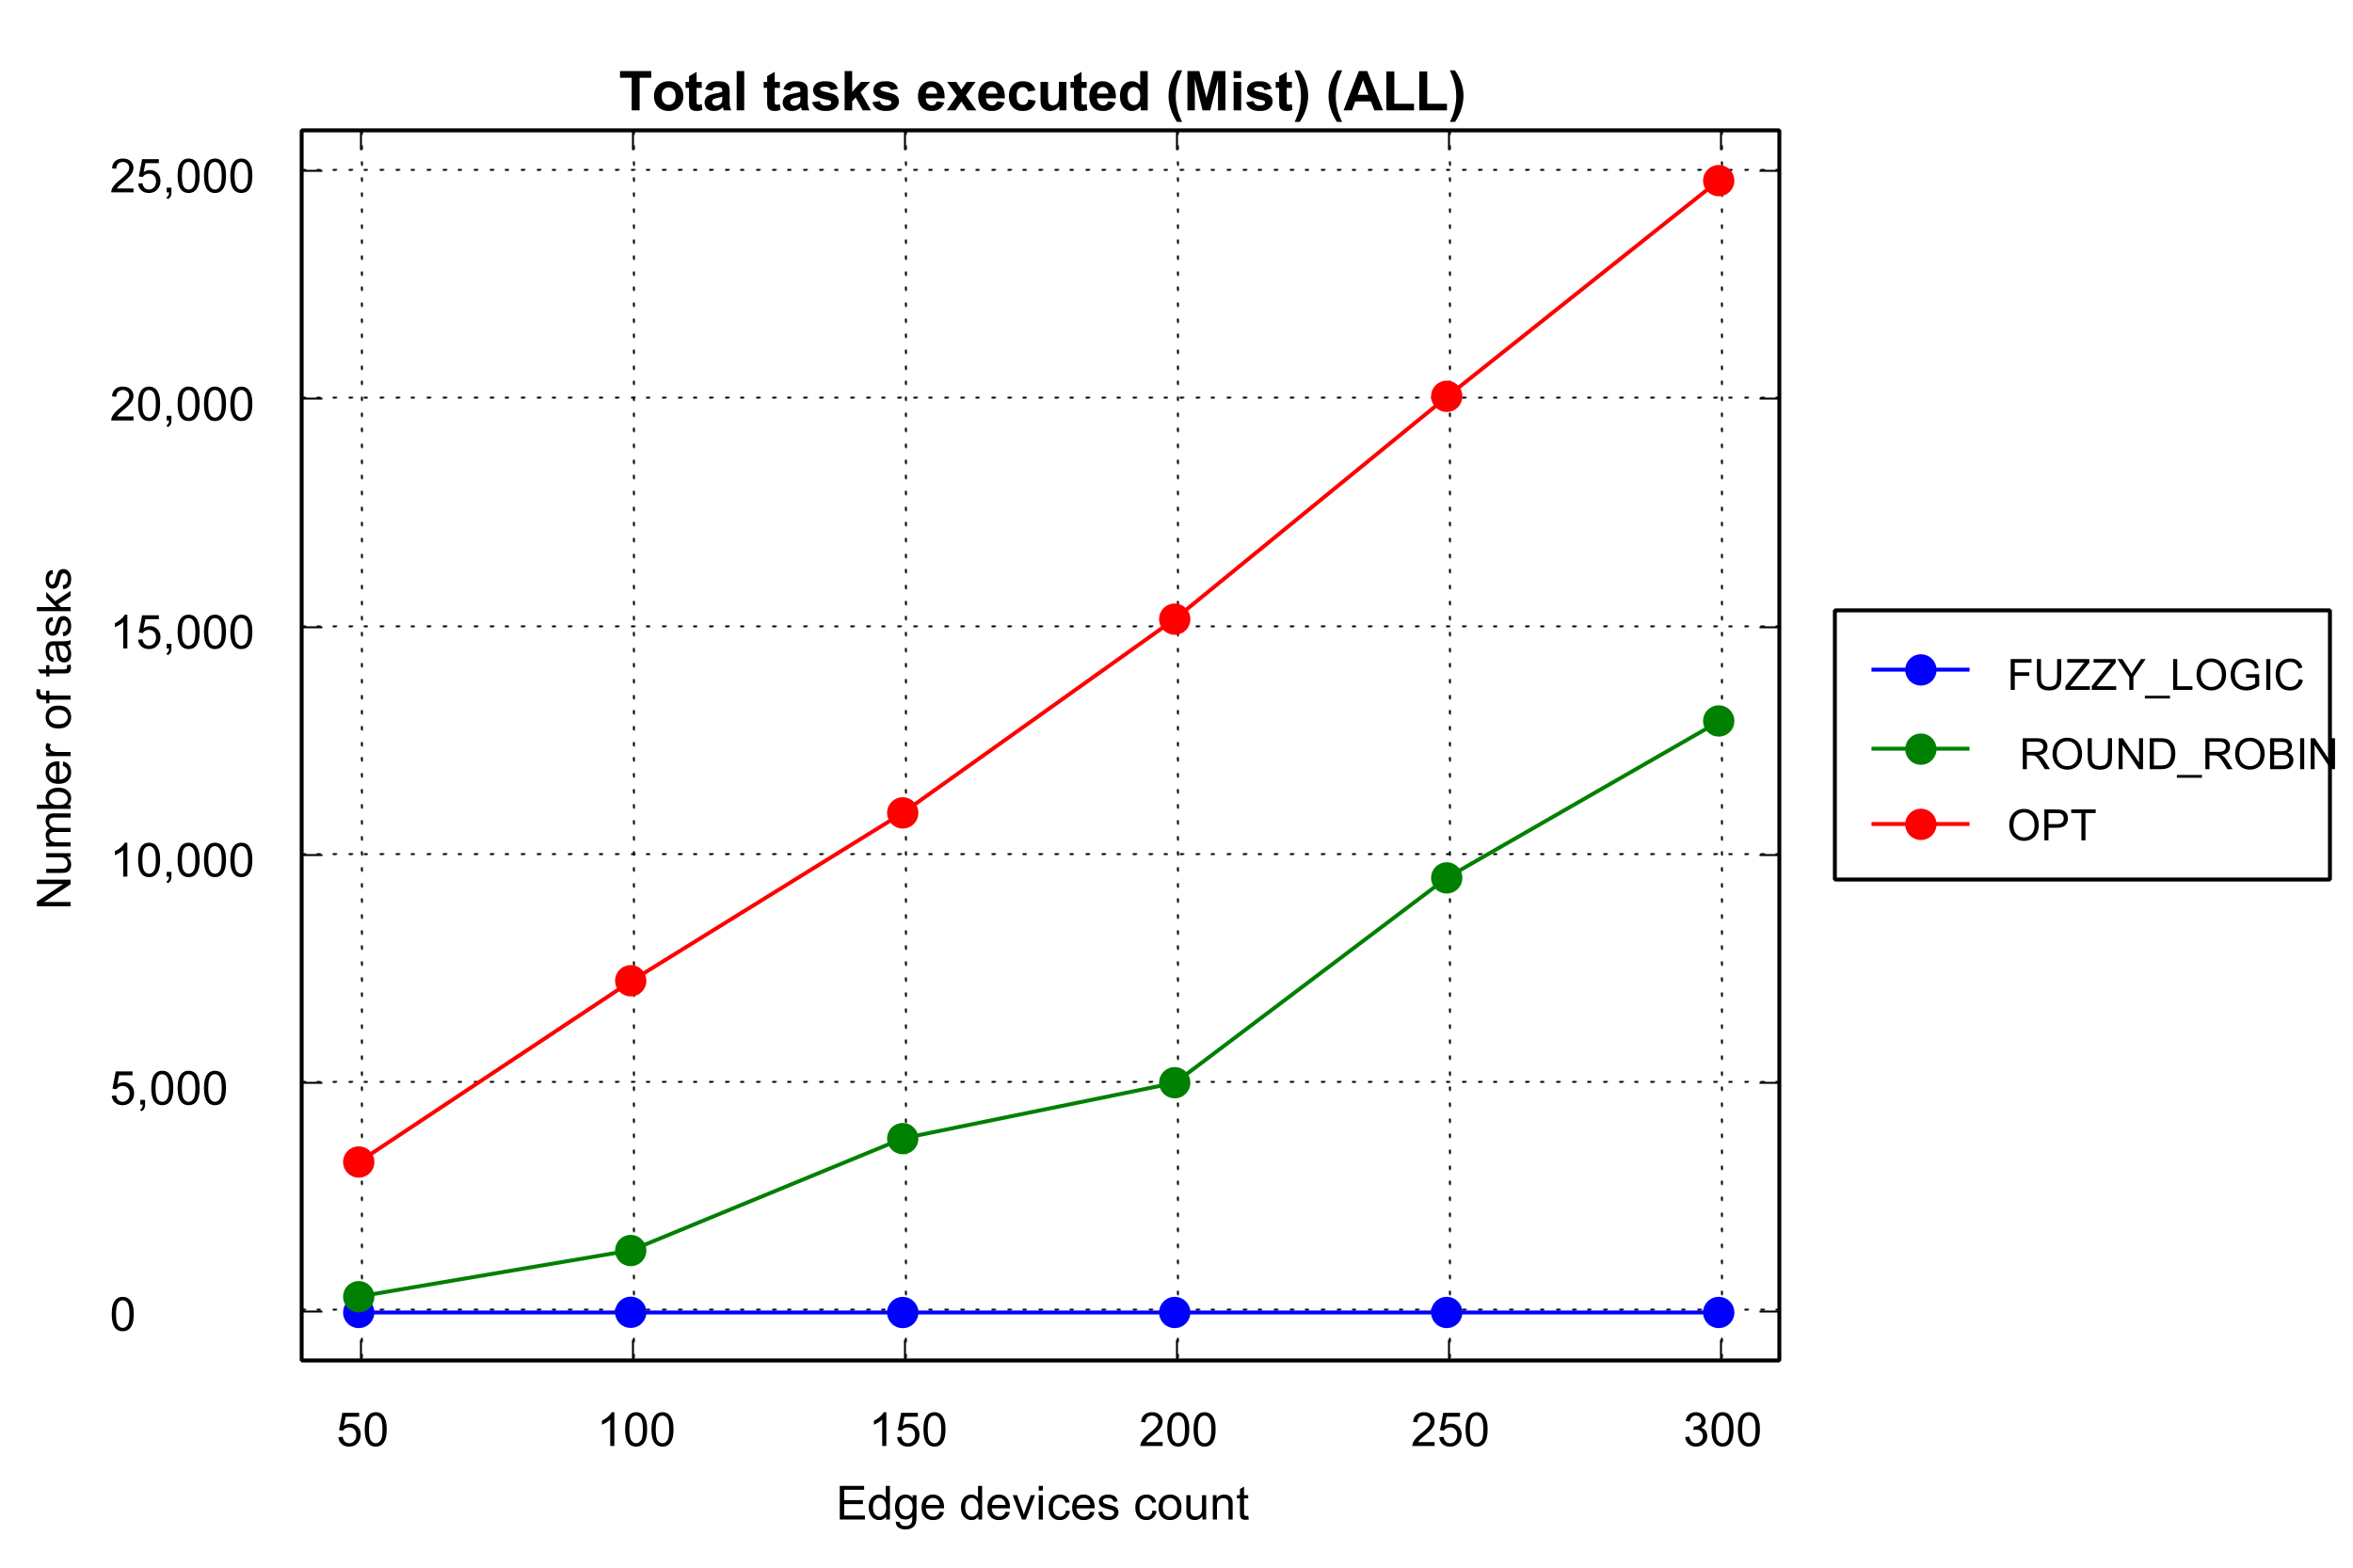 Total tasks executed (Mist) (ALL)
Number of tasks
25,000
20,000
15,000
10,000
5,000
0
50 100 150 200 250 300
Edge devices count
FUZZY_LOGIC
ROUND_ROBIN
OPT